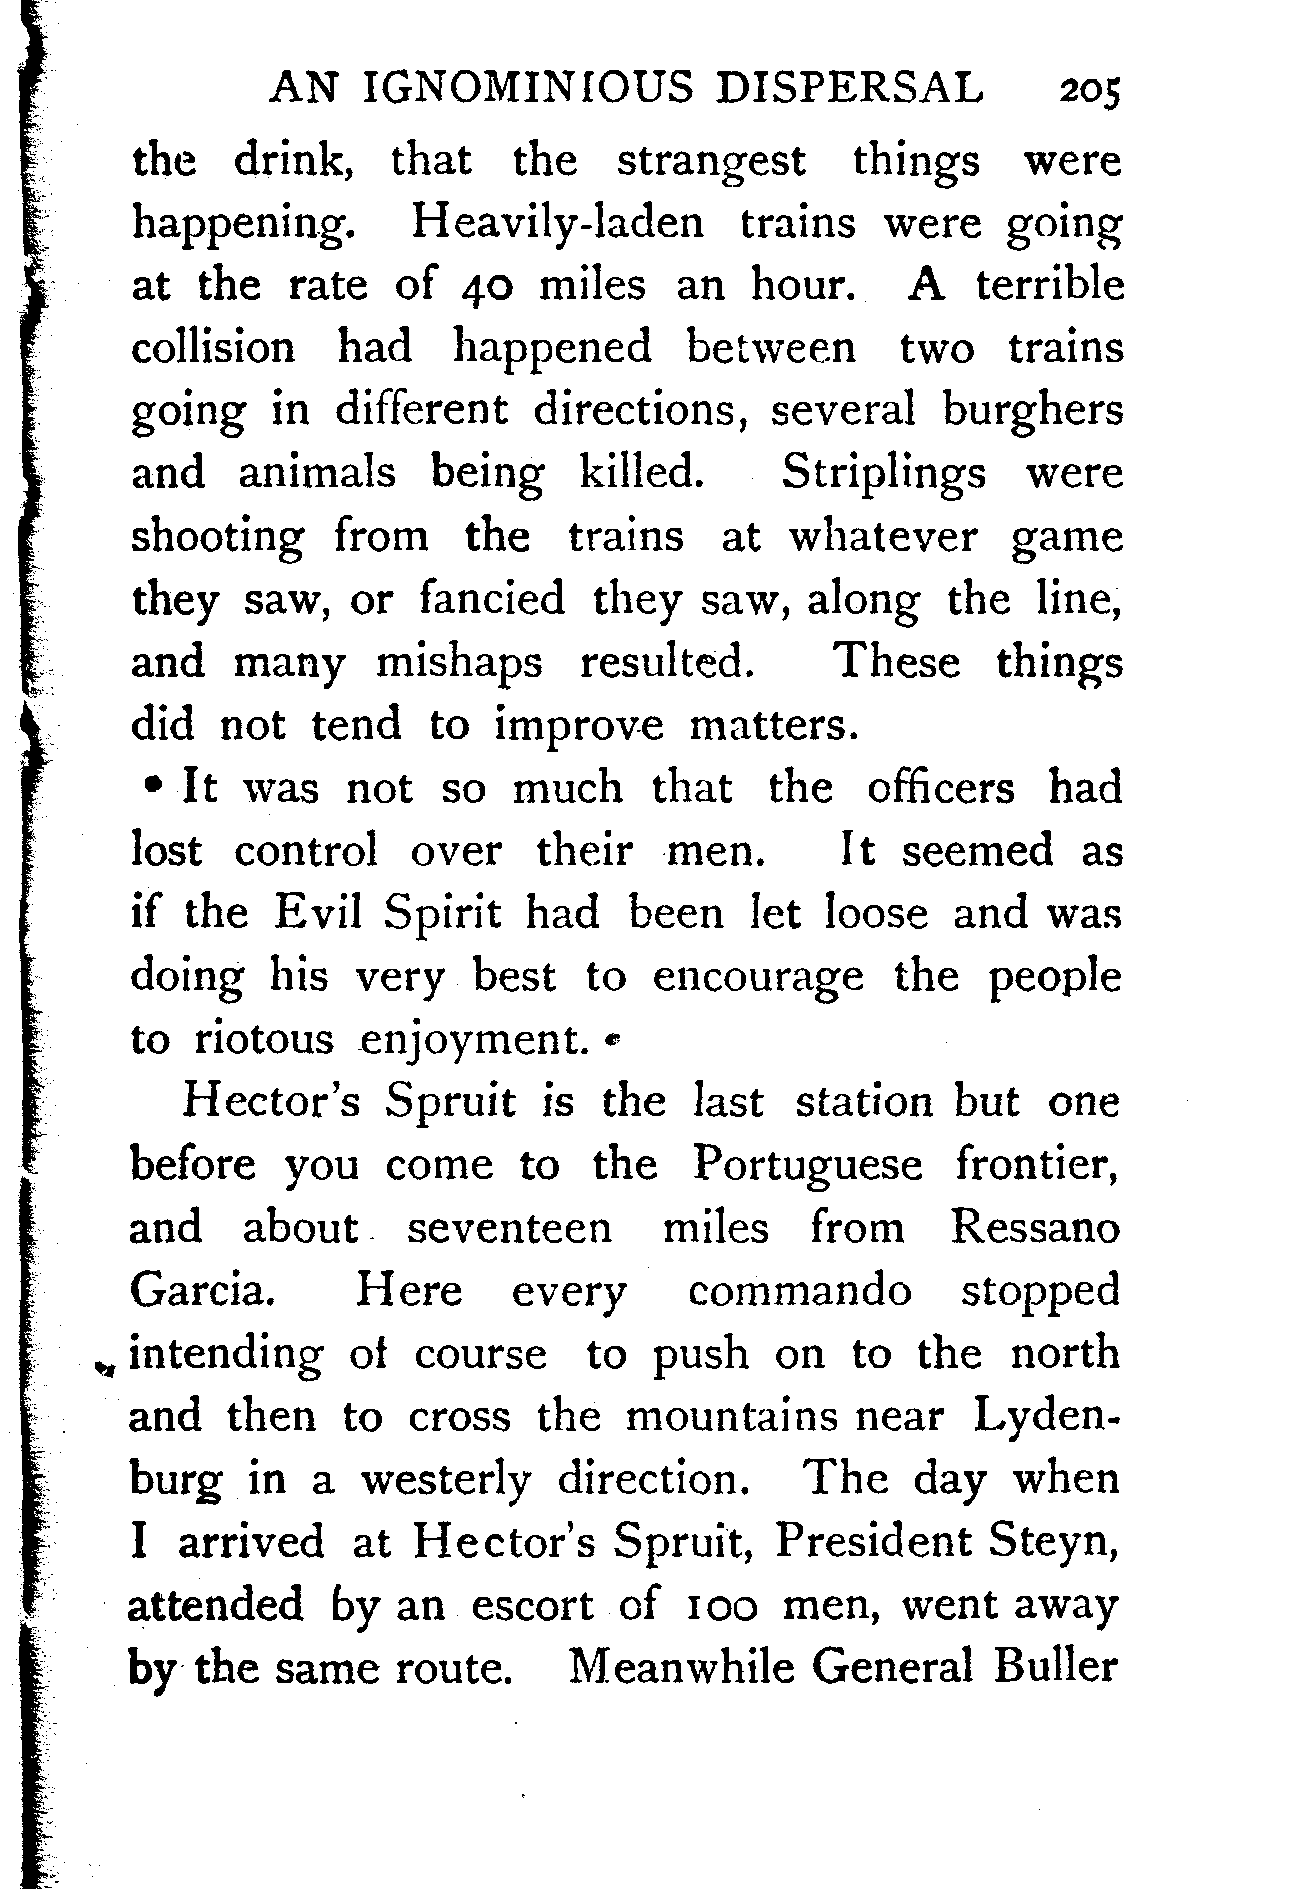 AN IGNOMINIOUS DISPERSAL 205
the drink, that the strangest things were
happening. Heavily-laden trains were going
at the rate of 40 miles an hour. A terrible
collision had happened between two trains
going in different directions, several burghers
and animals being killed. Striplings were
shooting from the trains at whatever game
they saw, or fancied they saw, along the line,
and many mishaps resulted. These things
did not tend to improve matters.
It was not so much that the officers had
lost control over their men. It seemed as
if the Evil Spirit had been let loose and was
doing his very best to encourage the people
to riotous enjoyment.
Hector's Spruit is the last station but one
before you come to the Portuguese frontier,
and about seventeen miles from Ressano
Garcia. Here every commando stopped
intending of course to push on to the north
and then to cross the mountains near Lyden-
burg in a westerly direction. The day when
I arrived at Hector's Spruit, President Steyn,
attended by an escort of 100 men, went away
by the same route. Meanwhile General Buller